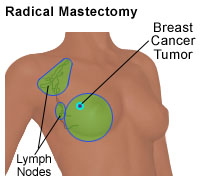 Radical Mastectomy
Breast
Cancer
Tumor
Lymph
Nodes